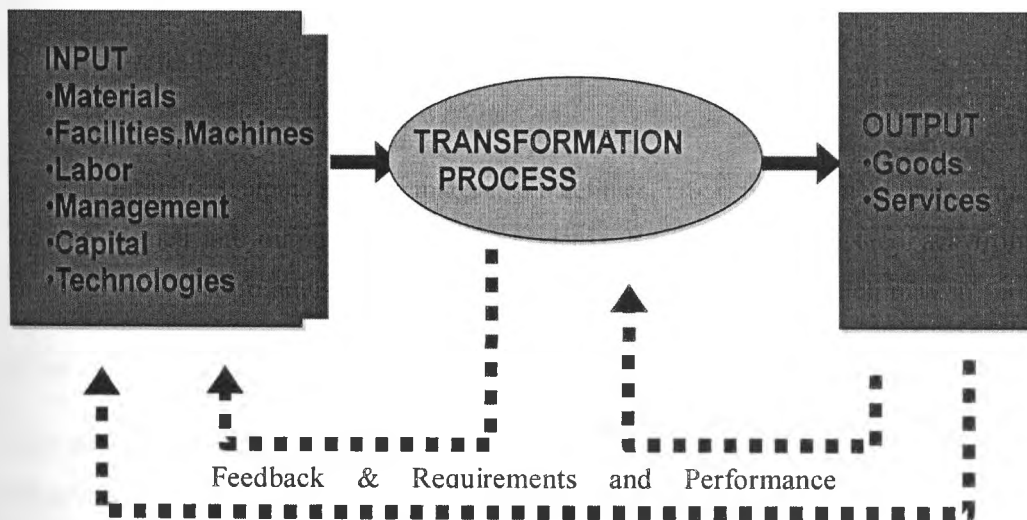 INPUT
•Materials
•Facilities,Machines
•Labor
•Management
•Capital
•Technologies
TRANSFORMATION
PROCESS
OUTPUT
•Goods
•Services
Feedback & Requirements and Performance